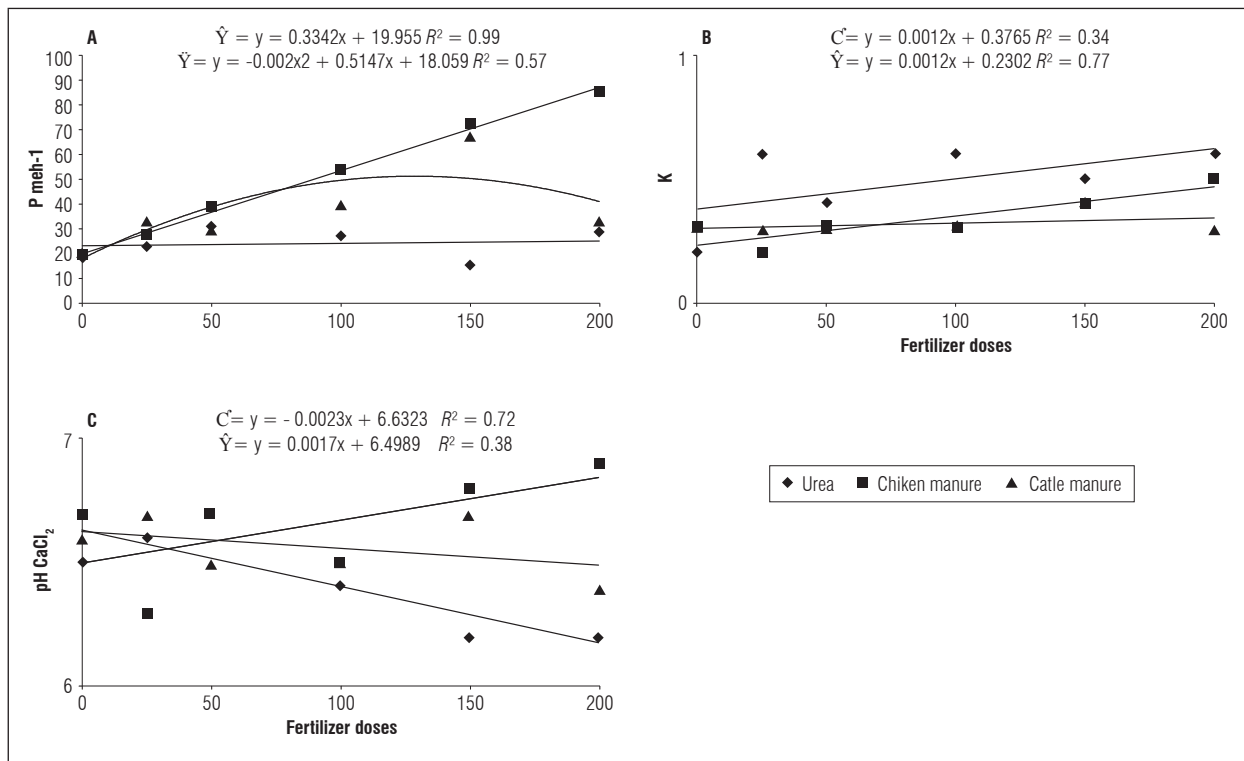 A
Ŷ = y = 0.3342x + 19.955 R² = 0.99
Ÿ = y = -0.002x2 + 0.5147x + 18.059 R² = 0.57
P meh-1
100
90
80
70
60
50
40
30
20
10
0
0 50 100 150 200
B
C̛= y = 0.0012x + 0.3765 R² = 0.34
Ŷ= y = 0.0012x + 0.2302 R² = 0.77
K
1
0
0 50 100 150 200
Fertilizer doses
C
C̛= y = - 0.0023x + 6.6323 R² = 0.72
Ŷ= y = 0.0017x + 6.4989 R² = 0.38
pH CaCl₂
7
6
0 50 100 150 200
Fertilizer doses
Urea Chiken manure Catle manure